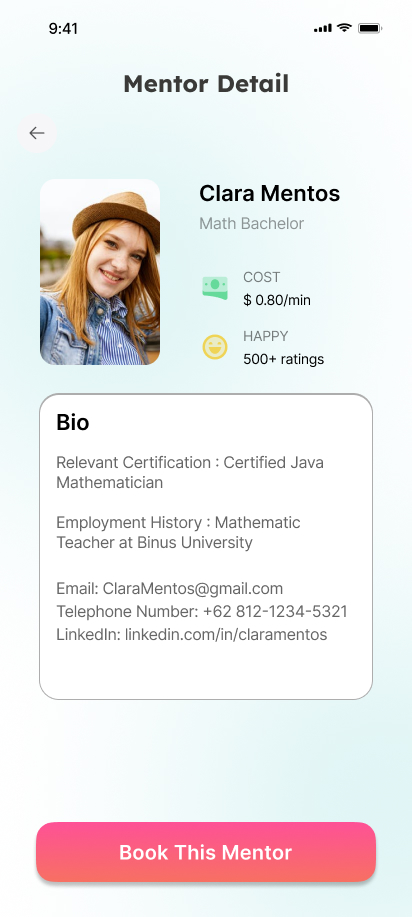 9:41
Mentor Detail
Clara Mentos
Math Bachelor
COST
$ 0.80/min
HAPPY
500+ ratings
Bio
Relevant Certification : Certified Java
Mathematician
Employment History : Mathematic
Teacher at Binus University
Email: ClaraMentos@gmail.com
Telephone Number: +62 812-1234-5321
LinkedIn: linkedin.com/in/claramentos
Book This Mentor